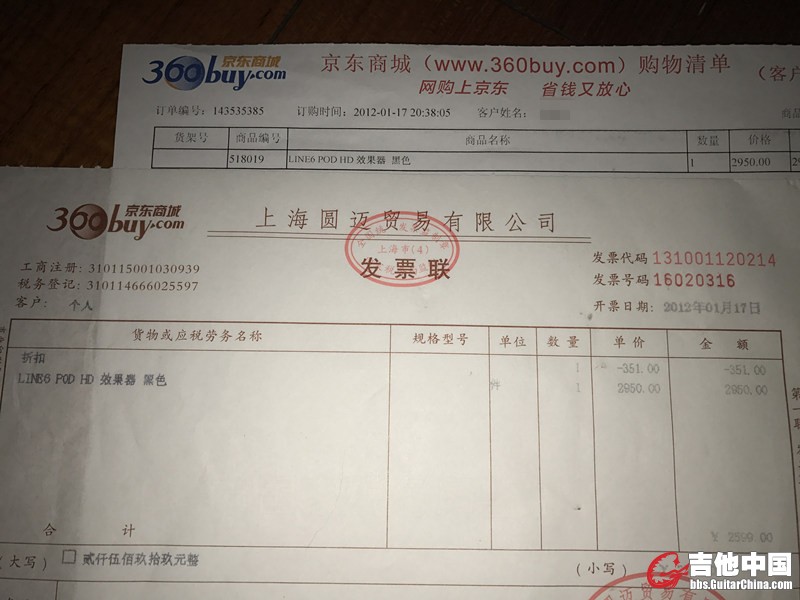 360buy.com 京东商城
京东商城（www.360buy.com）购物清单 （客户
网购上京东 省钱又放心
订单编号：143535385 订购时间：2012-01-17 20:38:05 客户姓名： 商品
货架号 商品编号 商品名称 数量 价格
518019 LINE6 POD HD 效果器 黑色 1 2950.00
360buy.com 京东商城
上海圆迈贸易有限公司
上海市(4)
发票联
工商注册：310115001030939
税务登记：310114666025597
客户： 个人
发票代码 131001120214
发票号码 16020316
开票日期：2012年01月17日
货物或应税劳务名称 规格型号 单位 数量 单价 金额
折扣 1 -351.00 -351.00
LINE6 POD HD 效果器 黑色 件 1 2950.00 2950.00
合计 ¥ 2599.00
（大写） 贰仟伍佰玖拾玖元整 （小写）
第
吉他中国
bbs.GuitarChina.com